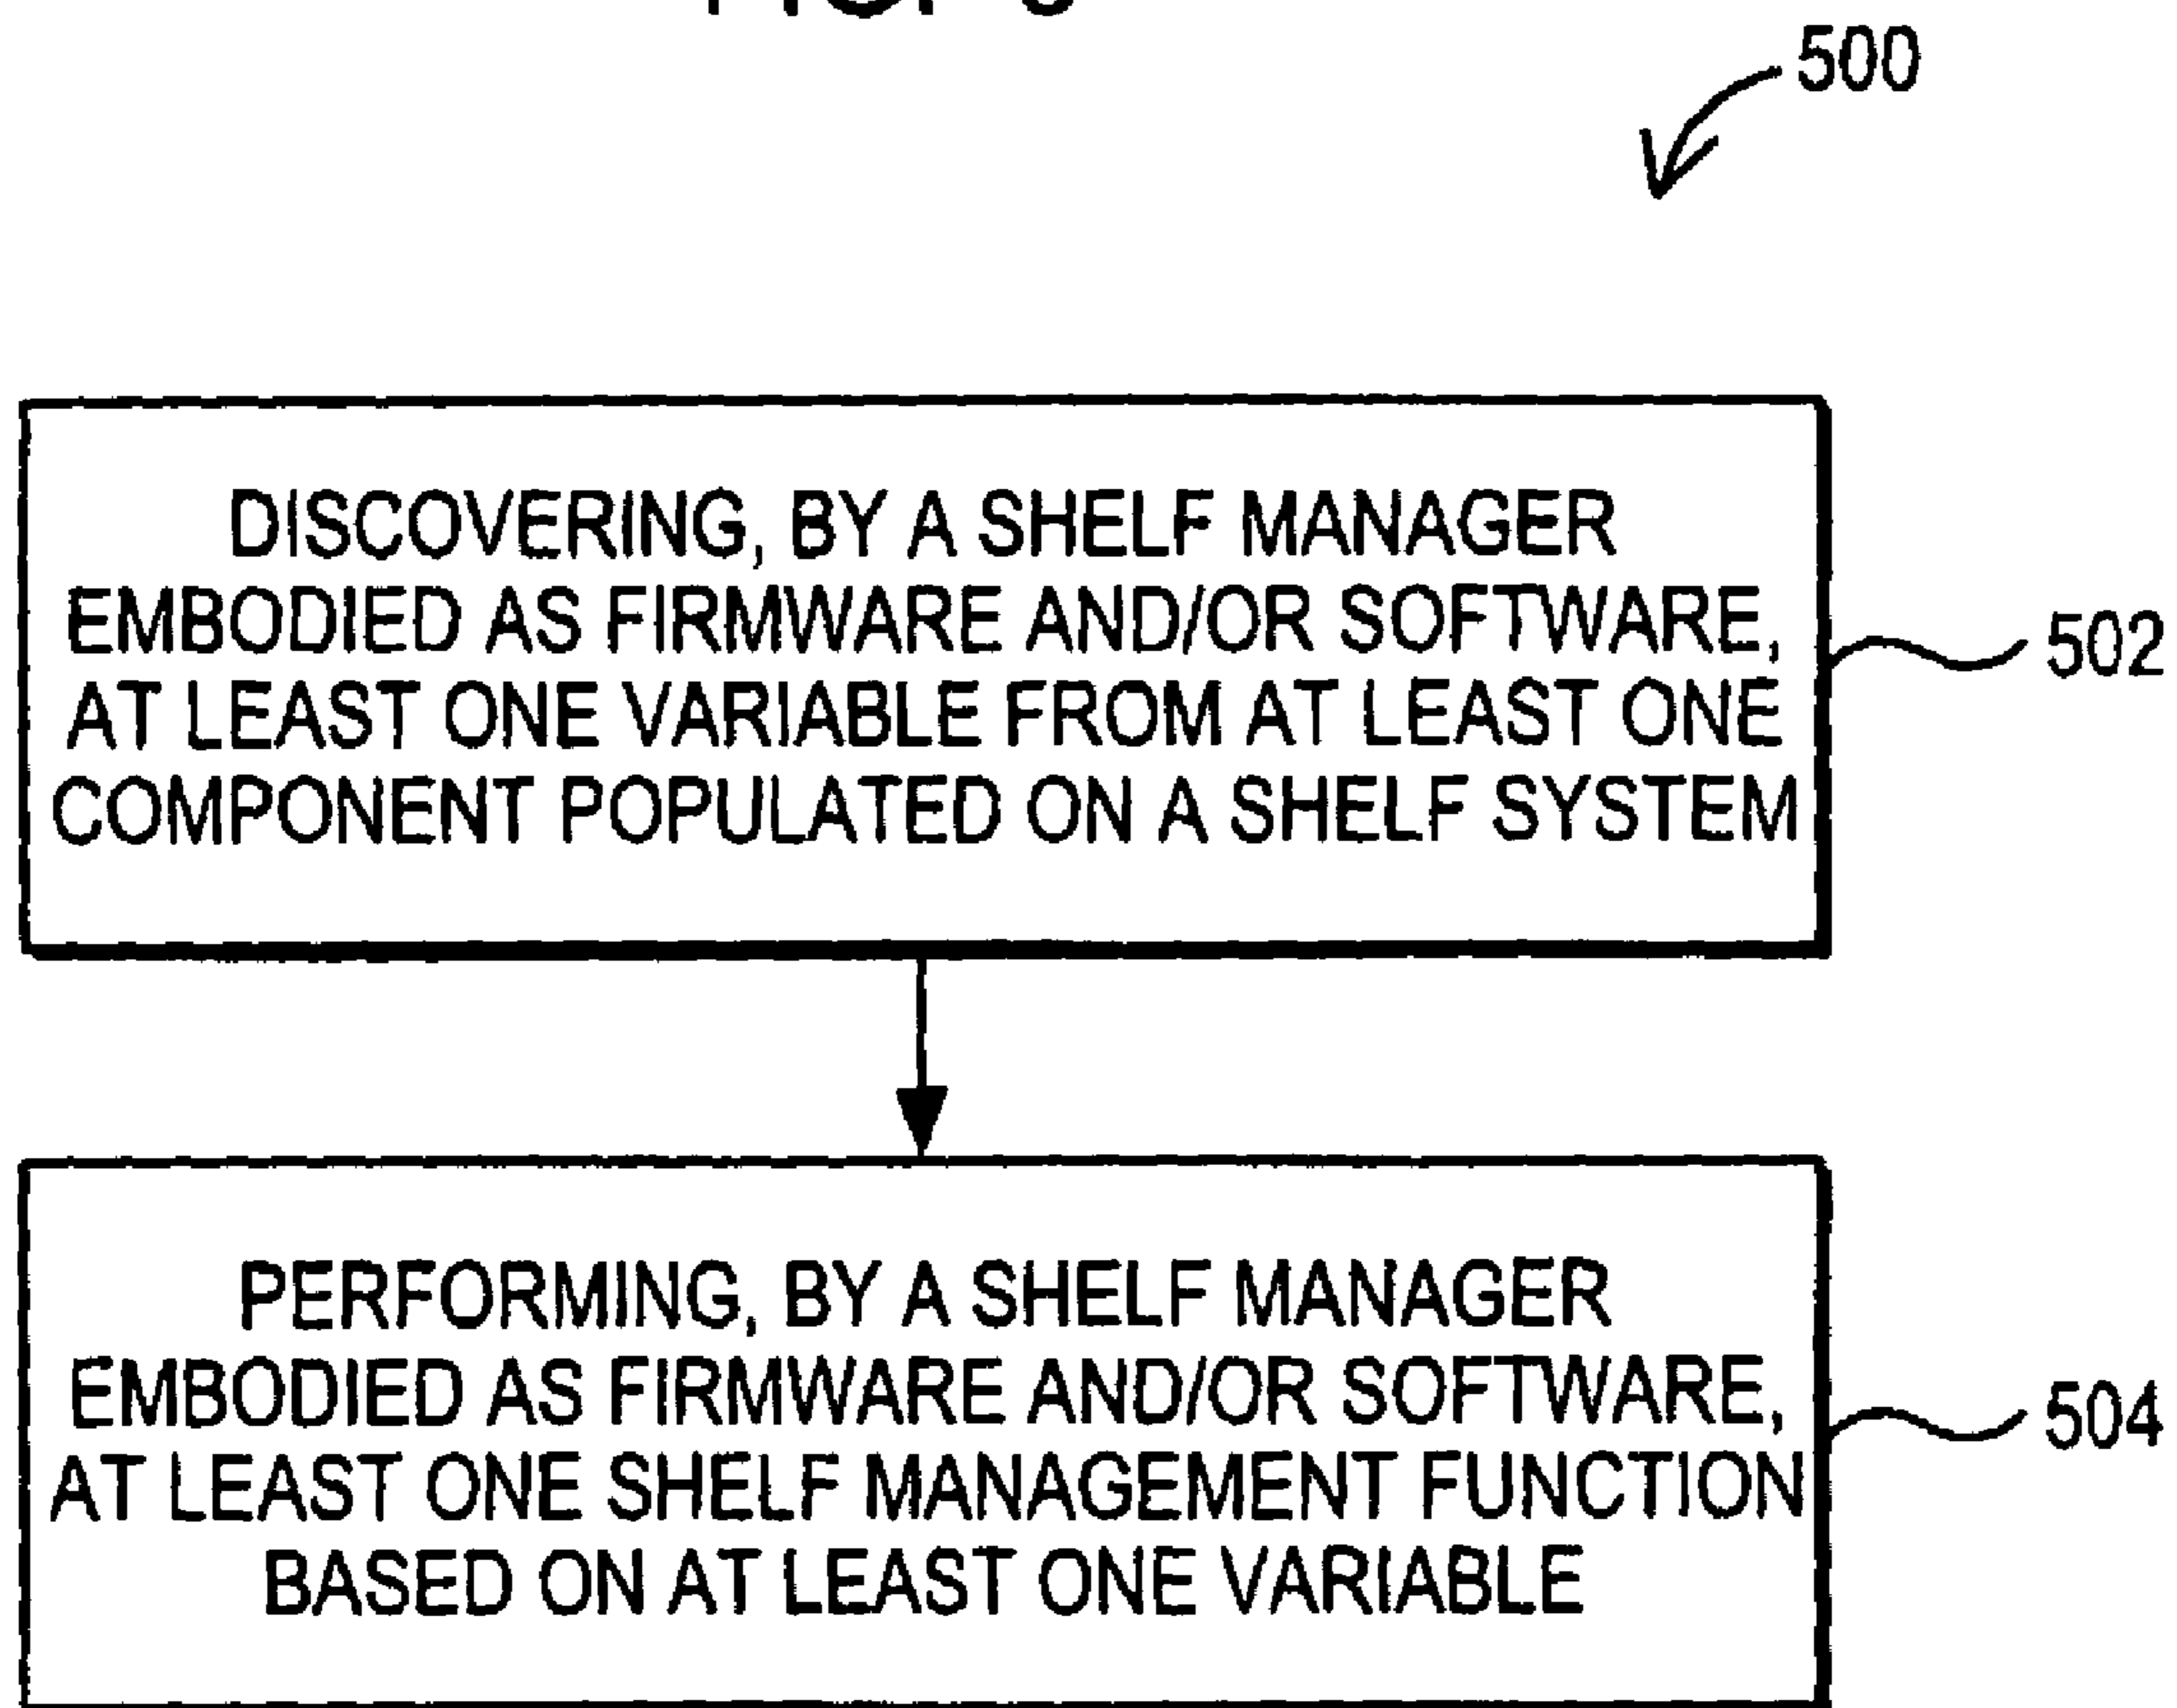 500
DISCOVERING, BY A SHELF MANAGER
EMBODIED AS FIRMWARE AND/OR SOFTWARE,
AT LEAST ONE VARIABLE FROM AT LEAST ONE
COMPONENT POPULATED ON A SHELF SYSTEM
502
PERFORMING, BY A SHELF MANAGER
EMBODIED AS FIRMWARE AND/OR SOFTWARE,
AT LEAST ONE SHELF MANAGEMENT FUNCTION
BASED ON AT LEAST ONE VARIABLE
504